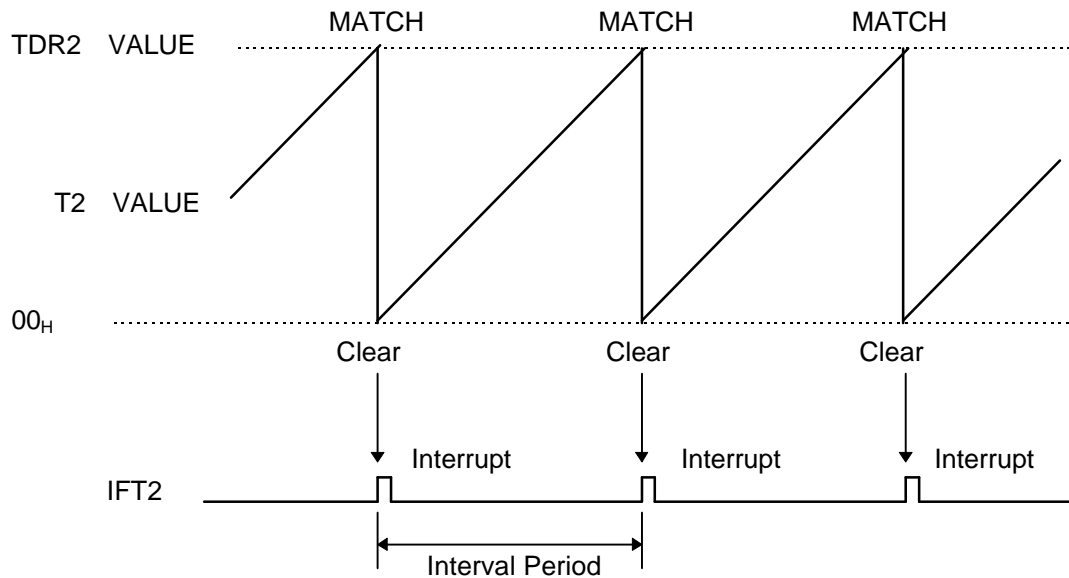 MATCH MATCH MATCH
TDR2 VALUE
T2 VALUE
00H
Clear Clear Clear
Interrupt Interrupt Interrupt
IFT2
Interval Period